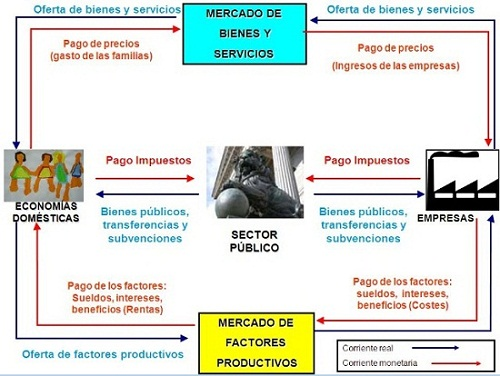 Oferta de bienes y servicios
MERCADO DE
BIENES Y
SERVICIOS
Oferta de bienes y servicios
Pago de precios
(gasto de las familias)
Pago de precios
(Ingresos de las empresas)
Pago Impuestos
Pago Impuestos
ECONOMÍAS
DOMÉSTICAS
Bienes públicos,
transferencias y
subvenciones
SECTOR
PÚBLICO
Bienes públicos,
transferencias y
subvenciones
EMPRESAS
Pago de los factores:
Sueldos, intereses,
beneficios (Rentas)
Pago de los factores:
sueldos, intereses,
beneficios (Costes)
MERCADO DE
FACTORES
PRODUCTIVOS
Oferta de factores productivos
Corriente real
Corriente monetaria